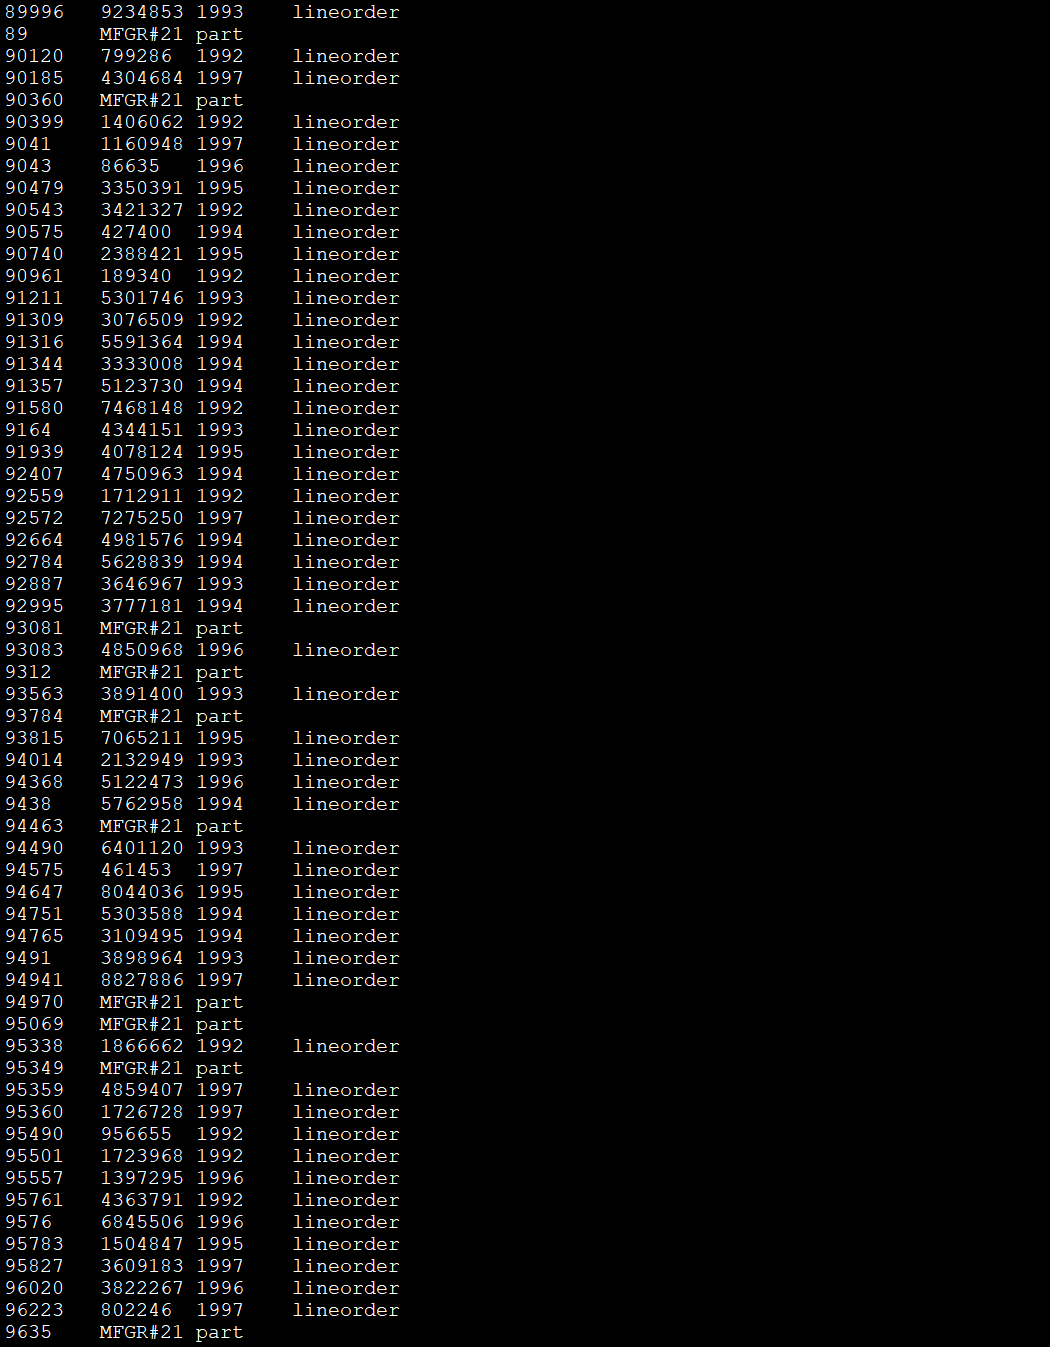 89996 9234853 1993 lineorder
89 MFGR#21 part
90120 799286 1992 lineorder
90185 4304684 1997 lineorder
90360 MFGR#21 part
90399 1406062 1992 lineorder
9041 1160948 1997 lineorder
9043 86635 1996 lineorder
90479 3350391 1995 lineorder
90543 3421327 1992 lineorder
90575 427400 1994 lineorder
90740 2388421 1995 lineorder
90961 189340 1992 lineorder
91211 5301746 1993 lineorder
91309 3076509 1992 lineorder
91316 5591364 1994 lineorder
91344 3333008 1994 lineorder
91357 5123730 1994 lineorder
91580 7468148 1992 lineorder
9164 4344151 1993 lineorder
91939 4078124 1995 lineorder
92407 4750963 1994 lineorder
92559 1712911 1992 lineorder
92572 7275250 1997 lineorder
92664 4981576 1994 lineorder
92784 5628839 1994 lineorder
92887 3646967 1993 lineorder
92995 3777181 1994 lineorder
93081 MFGR#21 part
93083 4850968 1996 lineorder
9312 MFGR#21 part
93563 3891400 1993 lineorder
93784 MFGR#21 part
93815 7065211 1995 lineorder
94014 2132949 1993 lineorder
94368 5122473 1996 lineorder
9438 5762958 1994 lineorder
94463 MFGR#21 part
94490 6401120 1993 lineorder
94575 461453 1997 lineorder
94647 8044036 1995 lineorder
94751 5303588 1994 lineorder
94765 3109495 1994 lineorder
9491 3898964 1993 lineorder
94941 8827886 1997 lineorder
94970 MFGR#21 part
95069 MFGR#21 part
95338 1866662 1992 lineorder
95349 MFGR#21 part
95359 4859407 1997 lineorder
95360 1726728 1997 lineorder
95490 956655 1992 lineorder
95501 1723968 1992 lineorder
95557 1397295 1996 lineorder
95761 4363791 1992 lineorder
9576 6845506 1996 lineorder
95783 1504847 1995 lineorder
95827 3609183 1997 lineorder
96020 3822267 1996 lineorder
96223 802246 1997 lineorder
9635 MFGR#21 part